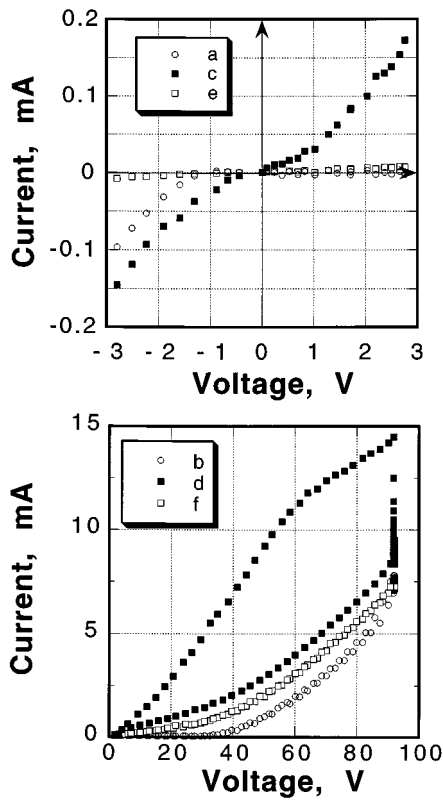 0.2
a
c
e
0.1
0
-0.1
-0.2
Current, mA
- 3 - 2 - 1 0 1 2 3
Voltage, V
15
b
d
f
10
5
0
Current, mA
0 20 40 60 80 100
Voltage, V